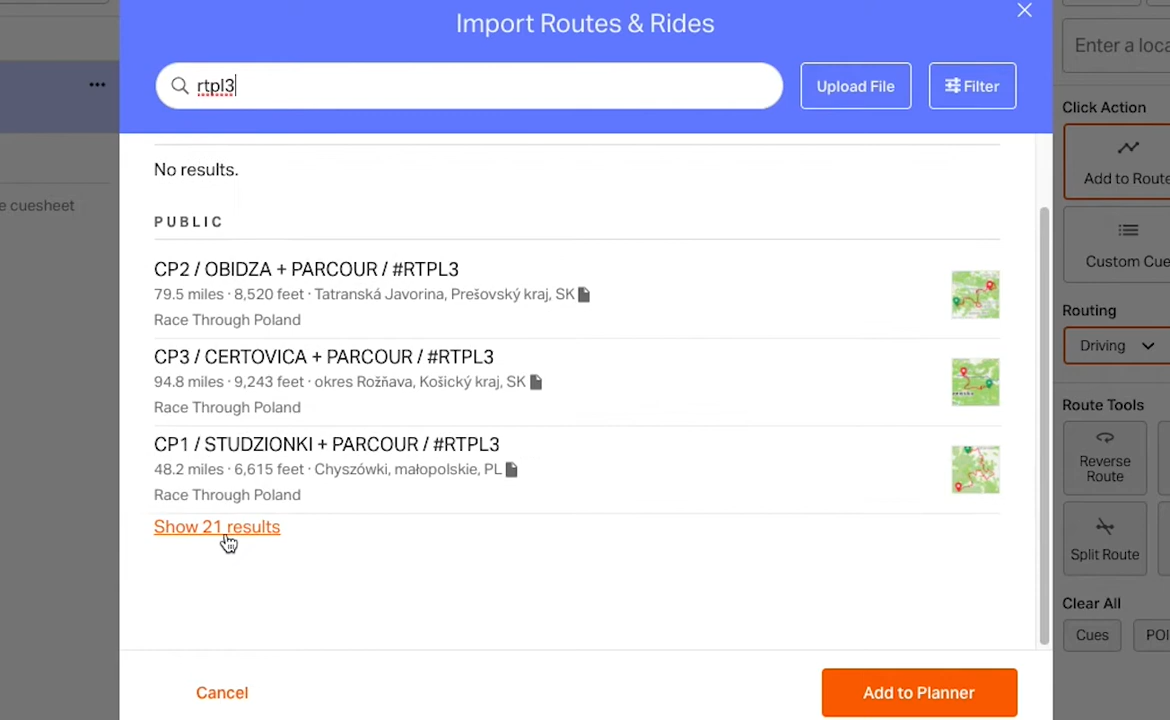 Import Routes & Rides
rtpl3
Upload File
Filter
No results.
PUBLIC
CP2 / OBIDZA + PARCOUR / #RTPL3
79.5 miles · 8,520 feet · Tatranská Javorina, Prešovský kraj, SK
Race Through Poland
CP3 / CERTOVICA + PARCOUR / #RTPL3
94.8 miles · 9,243 feet · okres Rožňava, Košický kraj, SK
Race Through Poland
CP1 / STUDZIONKI + PARCOUR / #RTPL3
48.2 miles · 6,615 feet · Chyszówki, małopolskie, PL
Race Through Poland
Show 21 results
Cancel
Add to Planner
e cuesheet
Enter a loca
Click Action
Add to Route
Custom Cue
Routing
Driving
Route Tools
Reverse
Route
Split Route
Clear All
Cues
POI